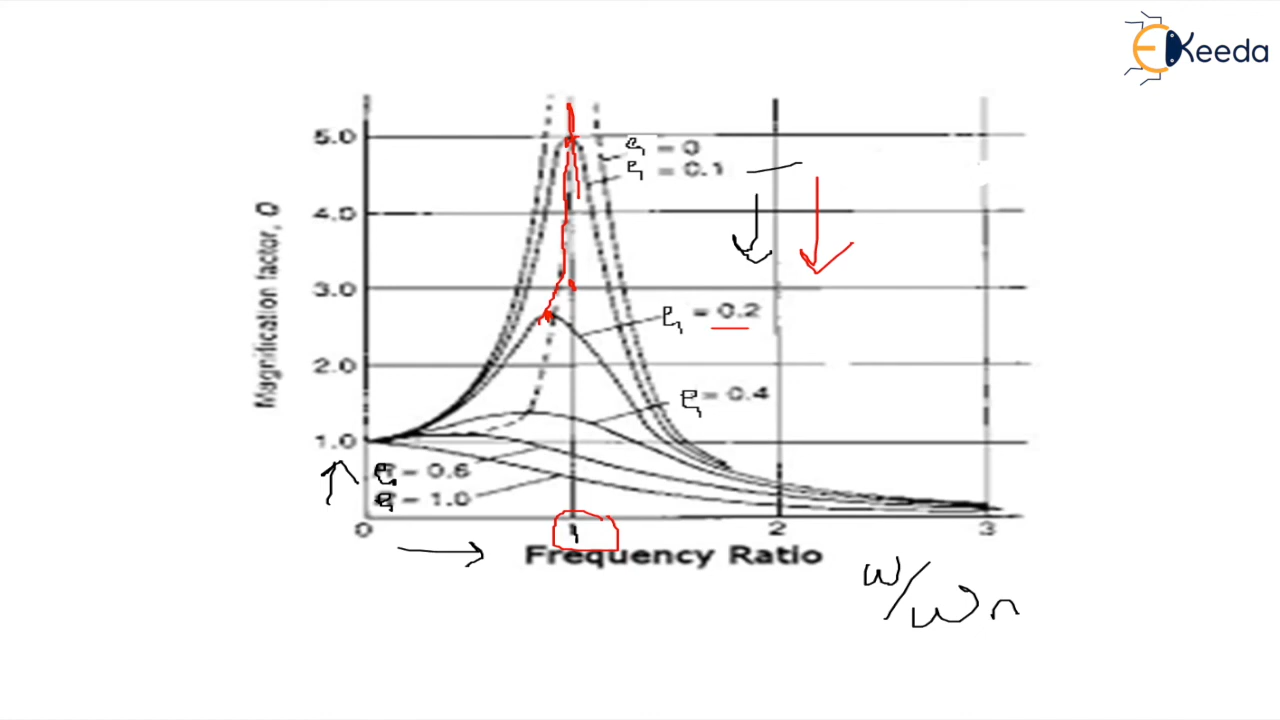 EKeeda
5.0
= 0
= 0.1
4.0
Magnification factor, Q
3.0
= 0.2
2.0
= 0.4
1.0
= 0.6
= 1.0
0 1 2 3
Frequency Ratio
ω/ωn